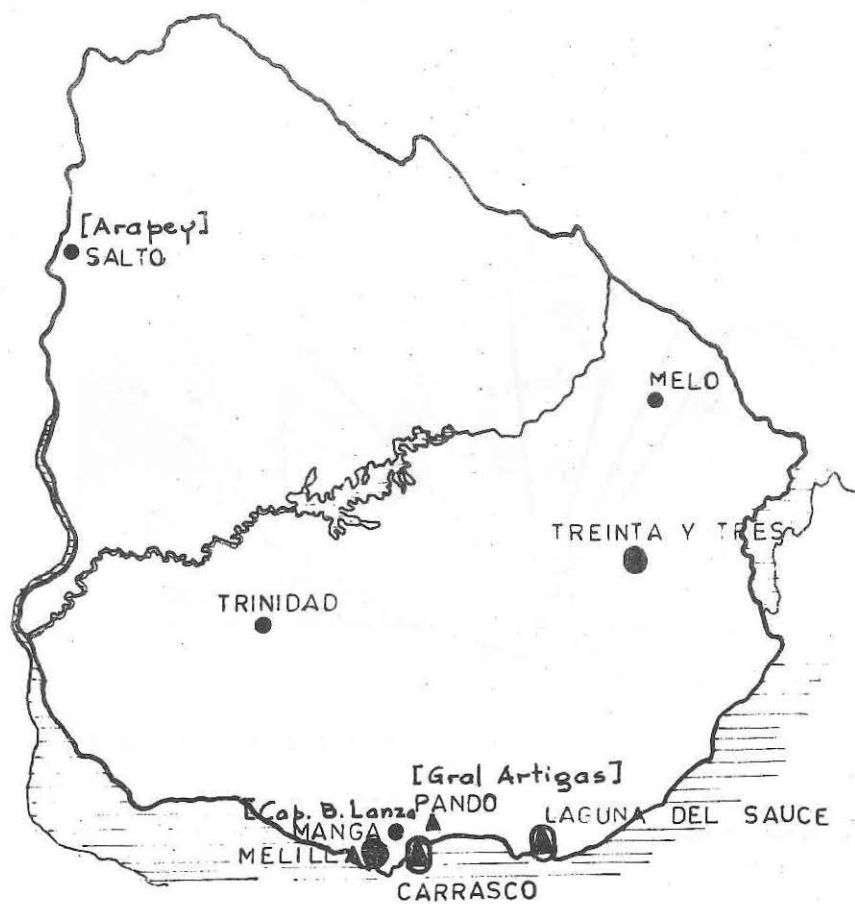 [Arapey]
SALTO
MELO
TREINTA Y TRES
TRINIDAD
[Gral Artigas]
[Cap. B. Lanza
PANDO
LAGUNA DEL SAUCE
MANGA
MELILLA
CARRASCO